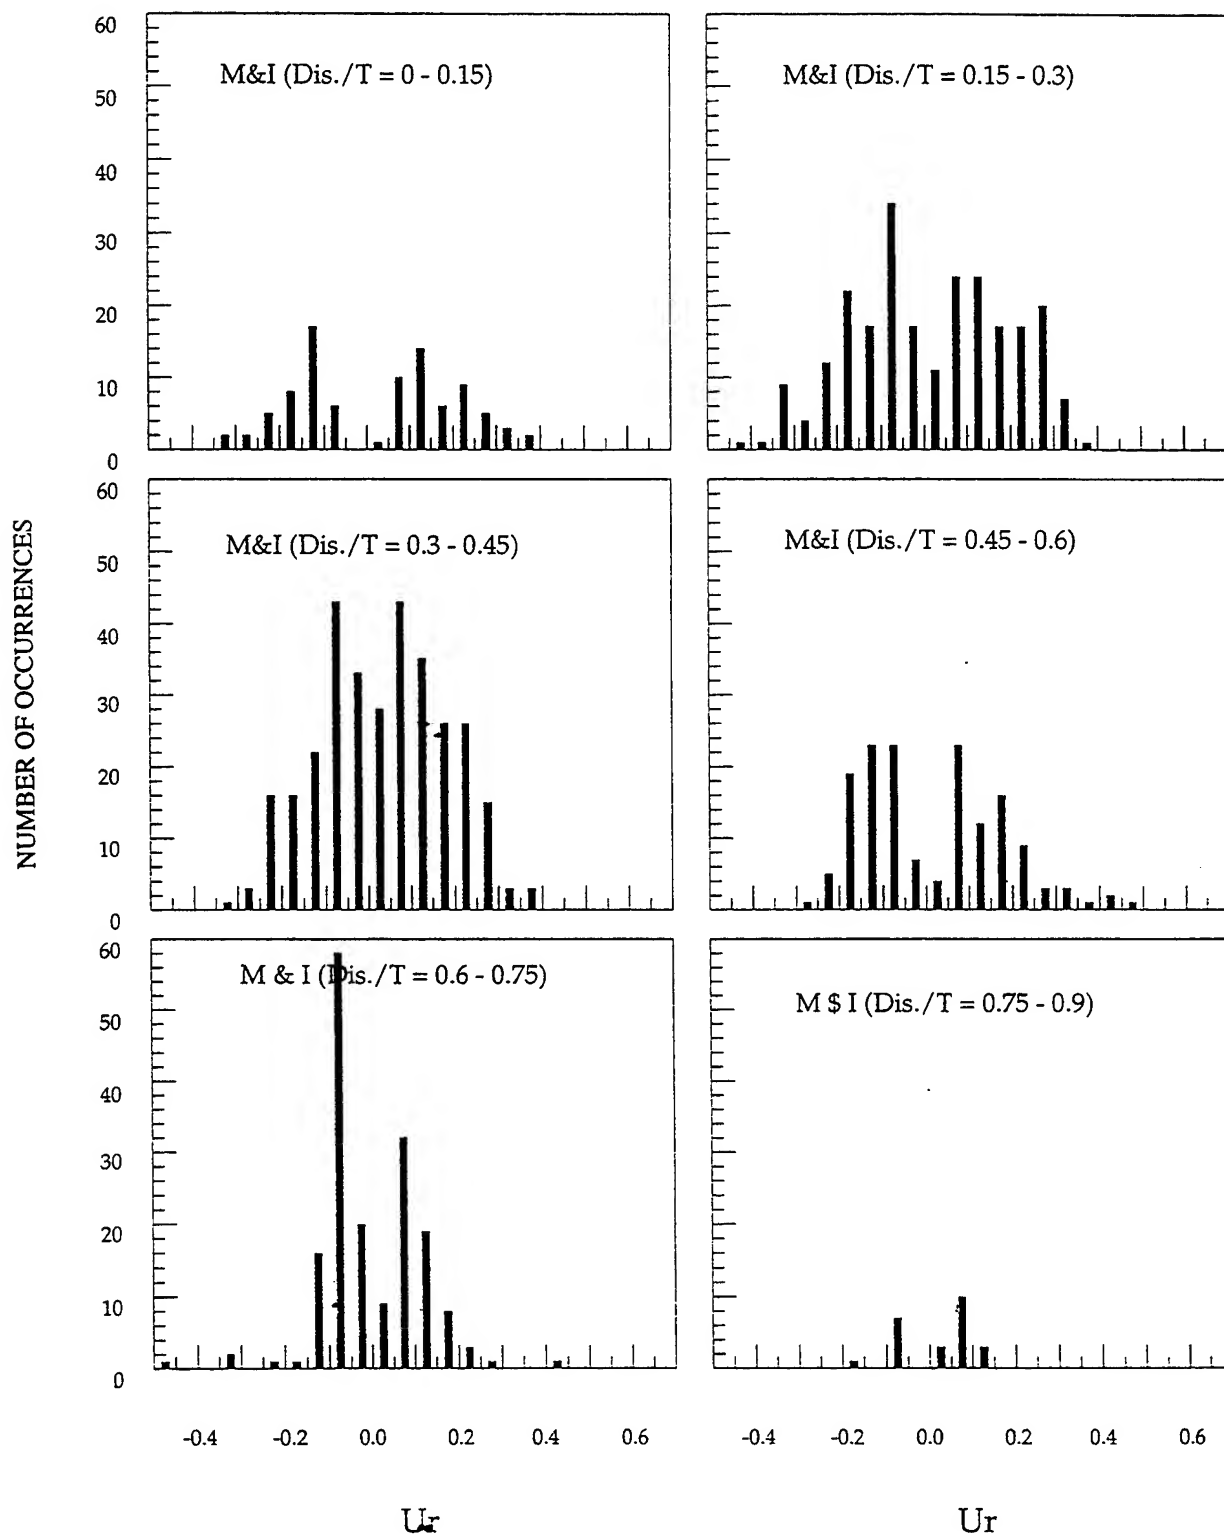 NUMBER OF OCCURRENCES
60
50
40
30
20
10
0
M&I (Dis./T = 0 - 0.15)
M&I (Dis./T = 0.15 - 0.3)
60
50
40
30
20
10
0
M&I (Dis./T = 0.3 - 0.45)
M&I (Dis./T = 0.45 - 0.6)
60
50
40
30
20
10
0
M & I (Dis./T = 0.6 - 0.75)
M $ I (Dis./T = 0.75 - 0.9)
-0.4 -0.2 0.0 0.2 0.4 0.6
-0.4 -0.2 0.0 0.2 0.4 0.6
Ur
Ur